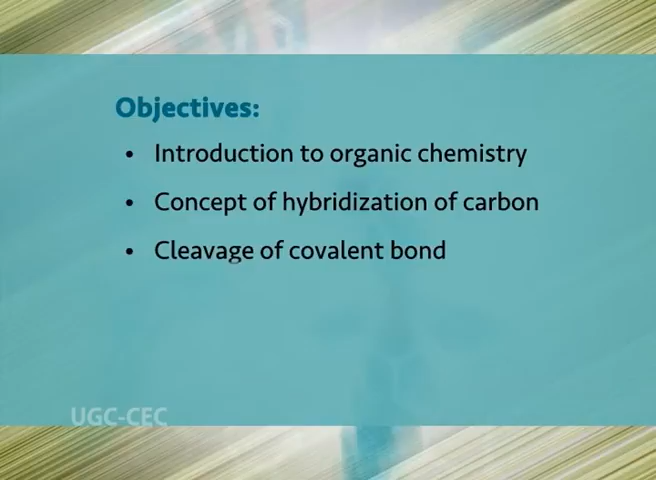 Objectives:
• Introduction to organic chemistry
• Concept of hybridization of carbon
• Cleavage of covalent bond
UGC-CEC